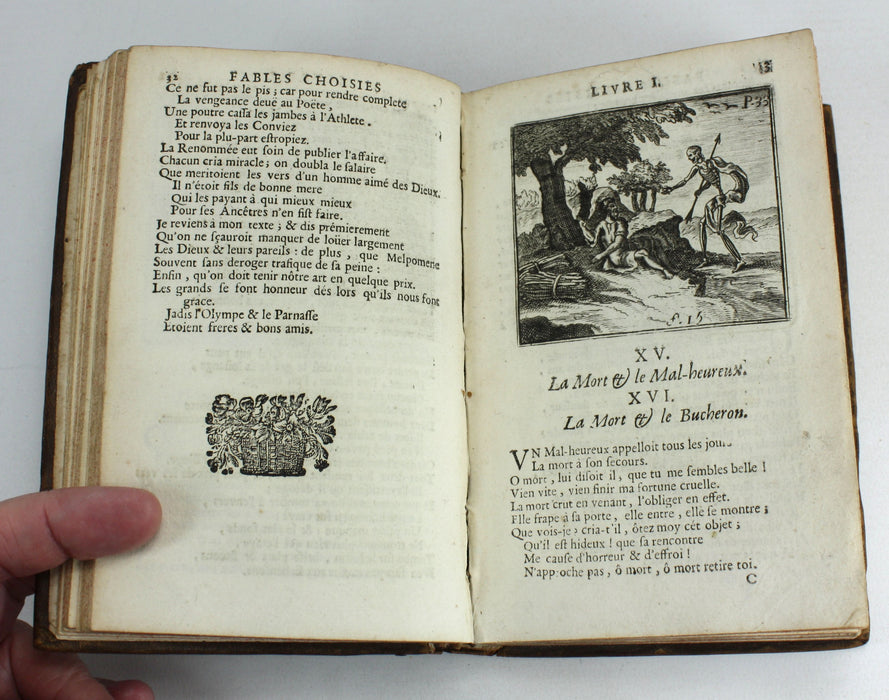 32 FABLES CHOISIES
Ce ne fut pas le pis ; car pour rendre complete
La vengeance deuë au Poëte ,
Une poutre cassa les jambes à l'Athlete .
Et renvoya les Conviez
Pour la plu-part estropiez.
La Renommée eut soin de publier l'affaire.
Chacun cria miracle ; on doubla le salaire
Que meritoient les vers d'un homme aimé des Dieux.
Il n'étoit fils de bonne mere
Qui les payant à qui mieux mieux
Pour ses Ancêtres n'en fist faire.
Je reviens à mon texte ; & dis prémierement
Qu'on ne sçauroit manquer de loüer largement
Les Dieux & leurs pareils : de plus , que Melpomene
Souvent sans deroger trafique de sa peine :
Enfin , qu'on doit tenir nôtre art en quelque prix.
Les grands se font honneur dés lors qu'ils nous font
grace.
Jadis l'Olympe & le Parnasse
Etoient freres & bons amis.
LIVRE I.
P.33
f. 15
XV.
La Mort & le Mal-heureux.
XVI.
La Mort & le Bucheron.
UN Mal-heureux appelloit tous les jours
La mort à son secours.
O môrt , lui disoit il , que tu me sembles belle !
Vien vite , vien finir ma fortune cruelle.
La mort crut en venant , l'obliger en effet.
Elle frape à sa porte , elle entre , elle se montre ;
Que vois-je ? cria-t'il , ôtez moy cét objet ;
Qu'il est hideux ! que sa rencontre
Me cause d'horreur & d'effroi !
N'approche pas , ô mort , ô mort retire toi.
C